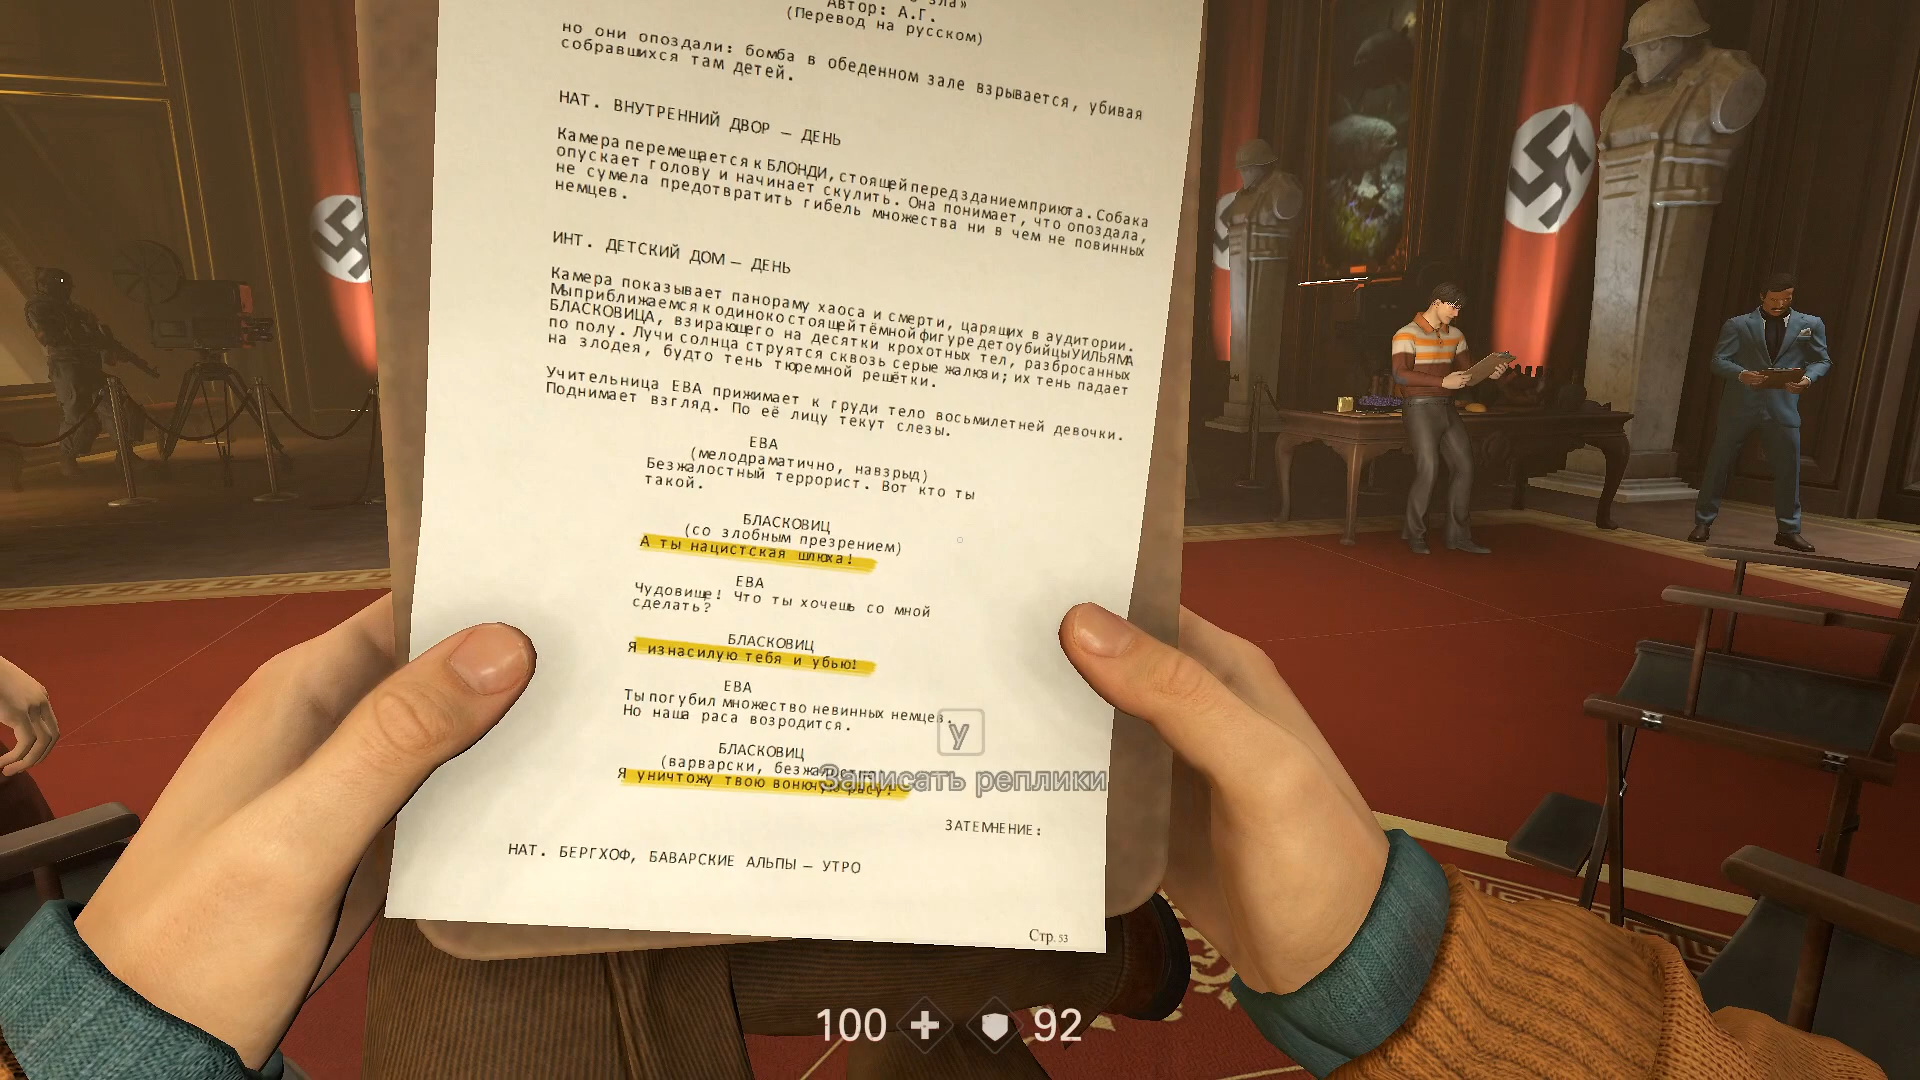 зла»
Автор: А.Г.
(Перевод на русском)
но они опоздали: бомба в обеденном зале взрывается, убивая
собравшихся там детей.
НАТ. ВНУТРЕННИЙ ДВОР – ДЕНЬ
Камера перемещается к БЛОНДИ, стоящей перед зданием приюта. Собака
опускает голову и начинает скулить. Она понимает, что опоздала,
не сумела предотвратить гибель множества ни в чем не повинных
немцев.
ИНТ. ДЕТСКИЙ ДОМ – ДЕНЬ
Камера показывает панораму хаоса и смерти, царящих в аудитории.
Мы приближаемся к одиноко стоящей тёмной фигуре детоубийцы УИЛЬЯМА
БЛАСКОВИЦА, взирающего на десятки крохотных тел, разбросанных
по полу. Лучи солнца струятся сквозь серые жалюзи; их тень падает
на злодея, будто тень тюремной решётки.
Учительница ЕВА прижимает к груди тело восьмилетней девочки.
Поднимает взгляд. По её лицу текут слезы.
ЕВА
(мелодраматично, навзрыд)
Безжалостный террорист. Вот кто ты
такой.
БЛАСКОВИЦ
(со злобным презрением)
А ты нацистская шлюха!
ЕВА
Чудовище! Что ты хочешь со мной
сделать?
БЛАСКОВИЦ
Я изнасилую тебя и убью!
ЕВА
Ты погубил множество невинных немцев.
Но наша раса возродится.
БЛАСКОВИЦ
(варварски, безжалостно)
Я уничтожу твою вонючую расу!
У
Записать реплики
ЗАТЕМНЕНИЕ:
НАТ. БЕРГХОФ, БАВАРСКИЕ АЛЬПЫ – УТРО
Стр. 53
100 92